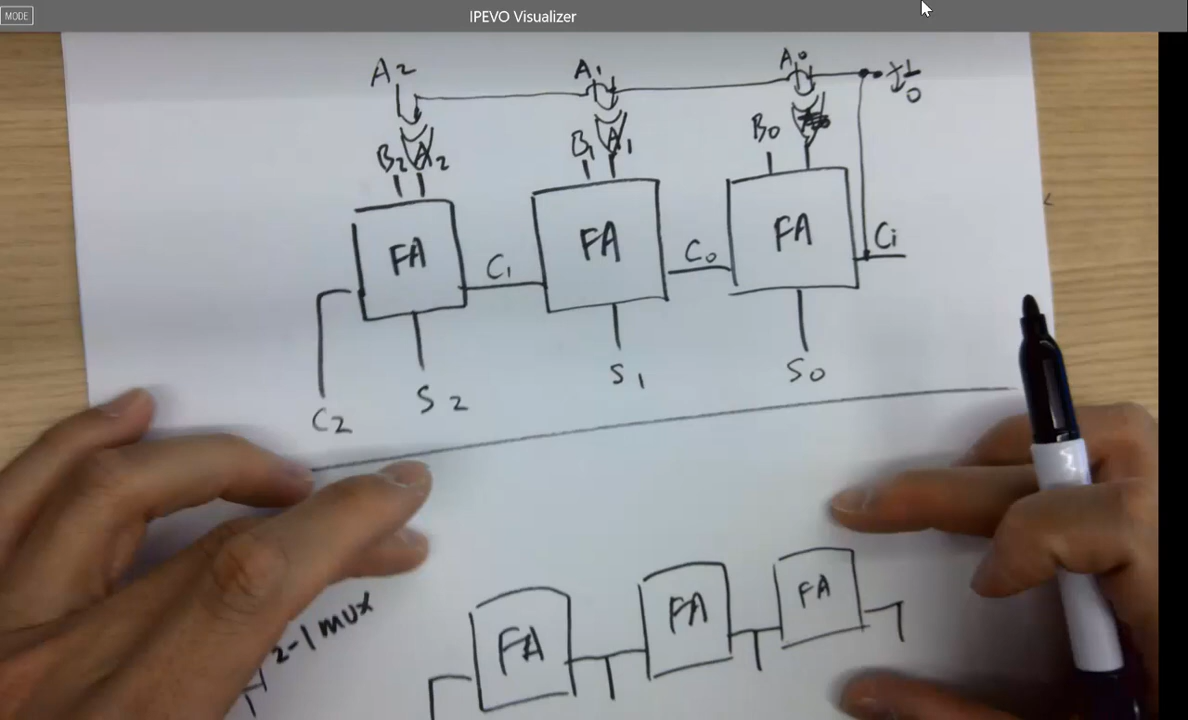 MODE
IPEVO Visualizer
A2 A1 A0
1
0
B2 A2 B1 A1 B0
FA FA FA
C1 C0 Ci
C2 S2 S1 S0
2-1 mux
FA FA FA